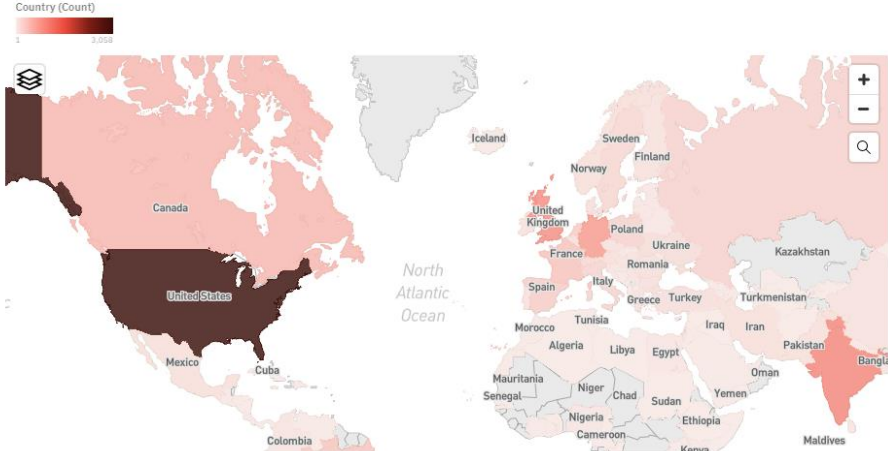 Country (Count)
1 3,058
Iceland
Sweden
Finland
Norway
Canada
United
Kingdom
Poland
Ukraine
France
Kazakhstan
Romania
North
Atlantic
Ocean
United States
Italy
Spain
Greece
Turkey
Turkmenistan
Tunisia
Morocco
Iraq
Iran
Algeria
Libya
Egypt
Pakistan
Mexico
Cuba
Oman
Bangla
Mauritania
Niger
Chad
Senegal
Sudan
Yemen
Nigeria
Ethiopia
Cameroon
Colombia
Maldives
Kenya
+
−